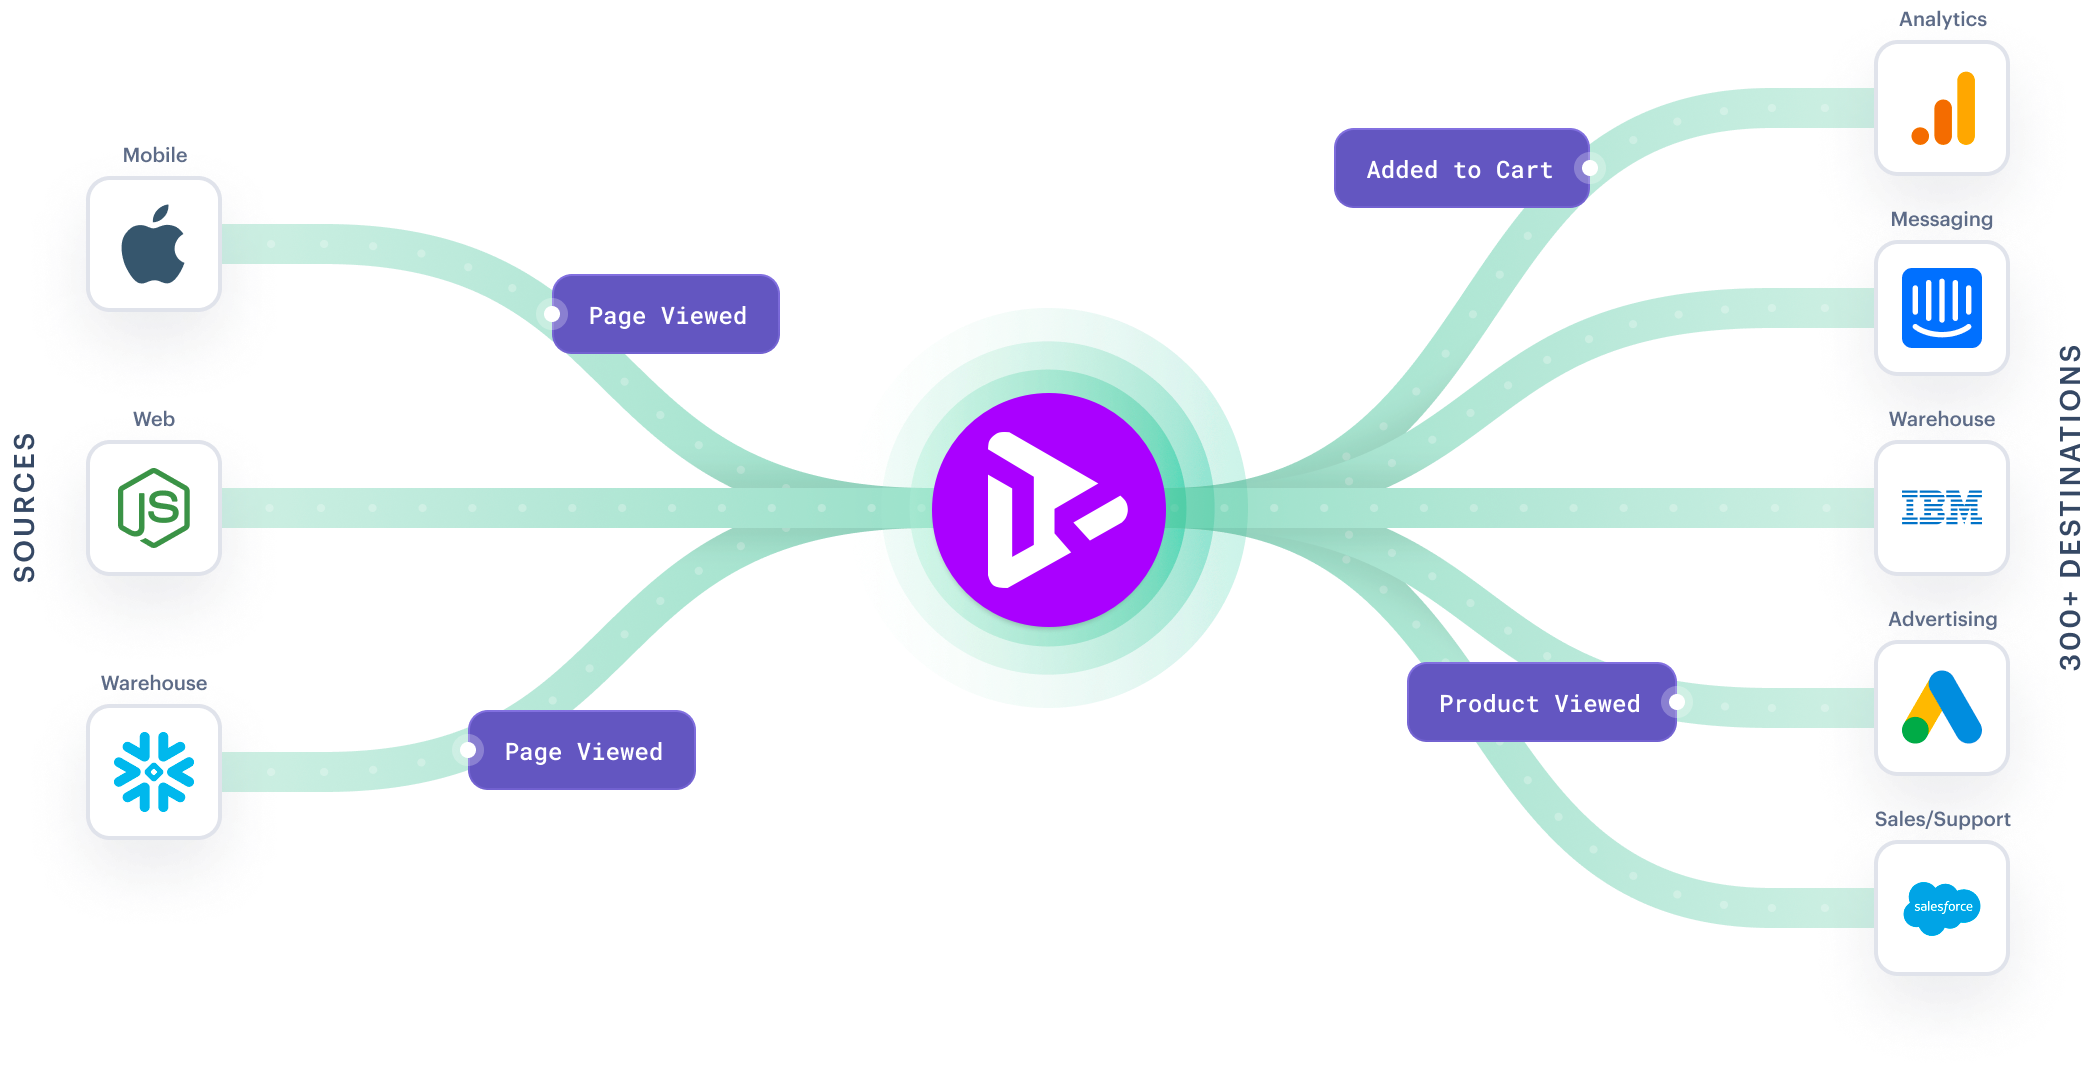 SOURCES
Mobile
Web
JS
Warehouse
Page Viewed
Page Viewed
Added to Cart
Product Viewed
Analytics
Messaging
Warehouse
IBM
Advertising
Sales/Support
salesforce
300+ DESTINATIONS